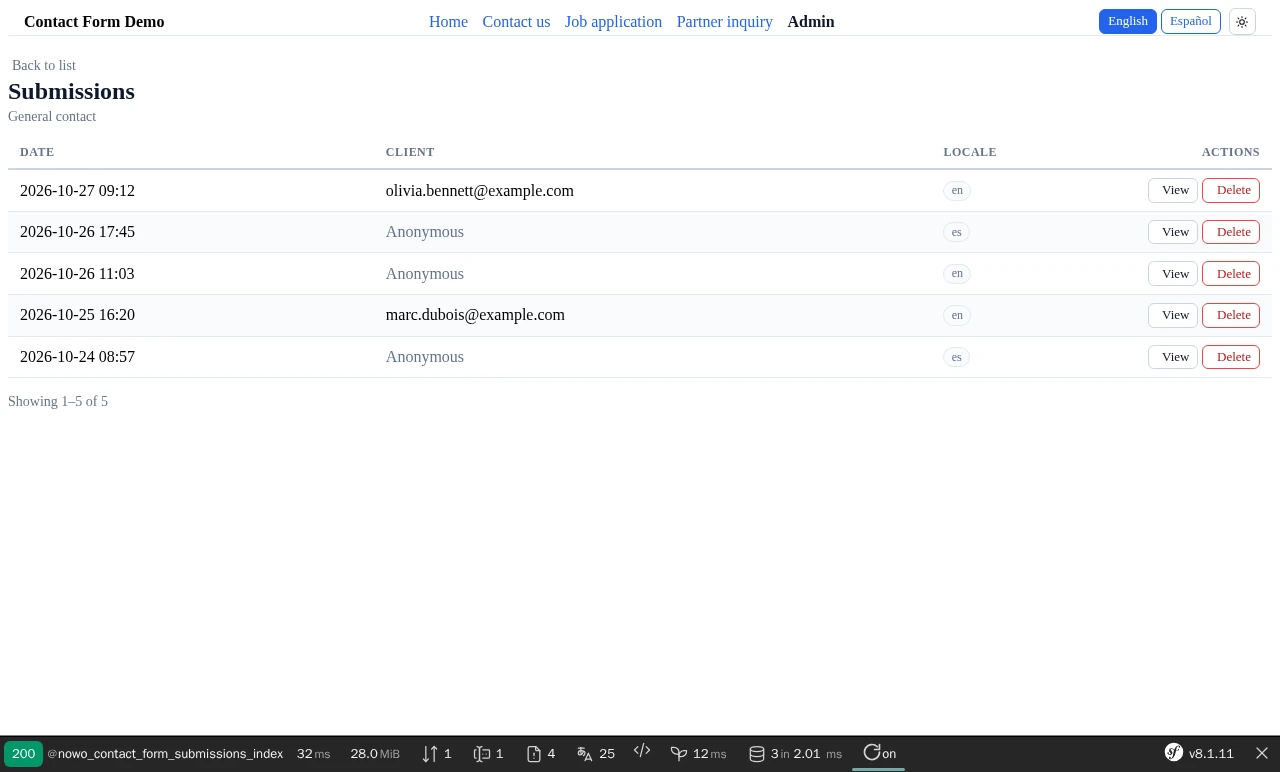 Contact Form Demo Home Contact us Job application Partner inquiry Admin English Español
Back to list
Submissions
General contact
DATE CLIENT LOCALE ACTIONS
2026-10-27 09:12 olivia.bennett@example.com en View Delete
2026-10-26 17:45 Anonymous es View Delete
2026-10-26 11:03 Anonymous en View Delete
2026-10-25 16:20 marc.dubois@example.com en View Delete
2026-10-24 08:57 Anonymous es View Delete
Showing 1–5 of 5
200 @nowo_contact_form_submissions_index 32 ms 28.0 MiB 1 1 4 25 12 ms 3 in 2.01 ms on sf v8.1.11